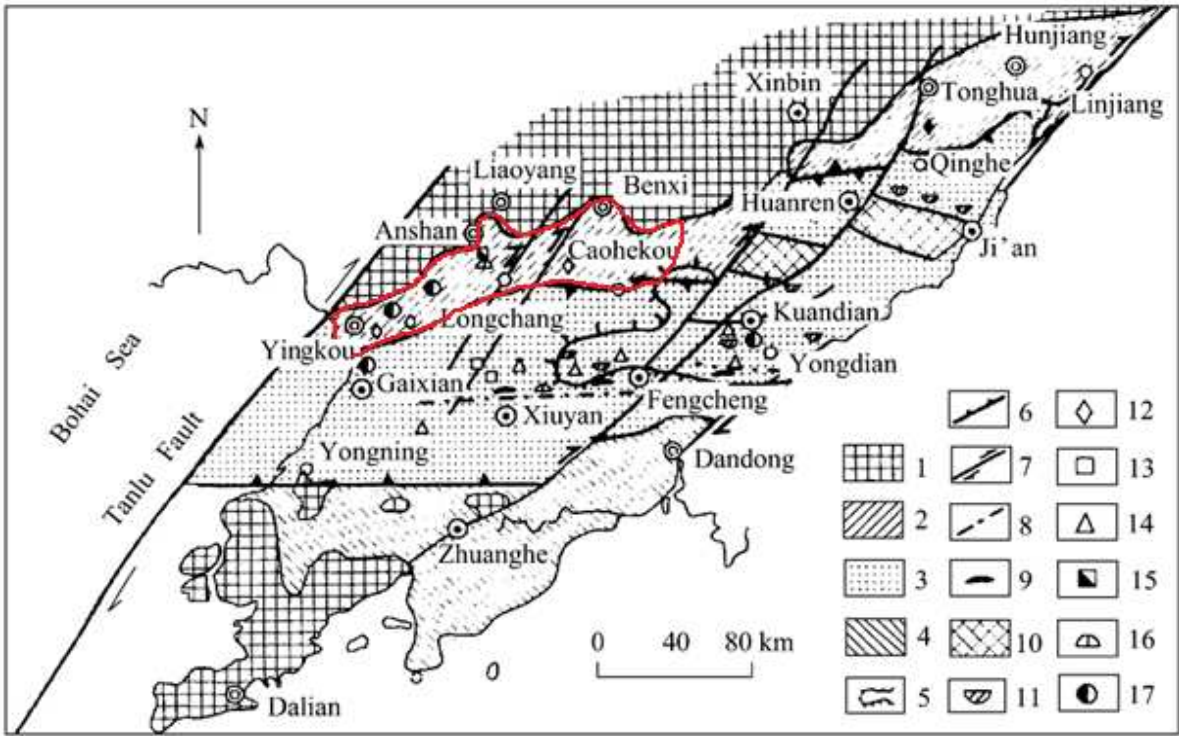 Hunjiang
Xinbin
Tonghua
N
Linjiang
Liaoyang
Qinghe
Benxi
Huanren
Anshan
Caohekou
Ji'an
Kuandian
Longchang
Yingkou
Yongdian
Bohai Sea
Gaixian
Fengcheng
Xiuyan
Yongning
Dandong
Tanlu Fault
Zhuanghe
0 40 80 km
Dalian
6 12
1 7 13
2 8 14
3 9 15
4 10 16
5 11 17